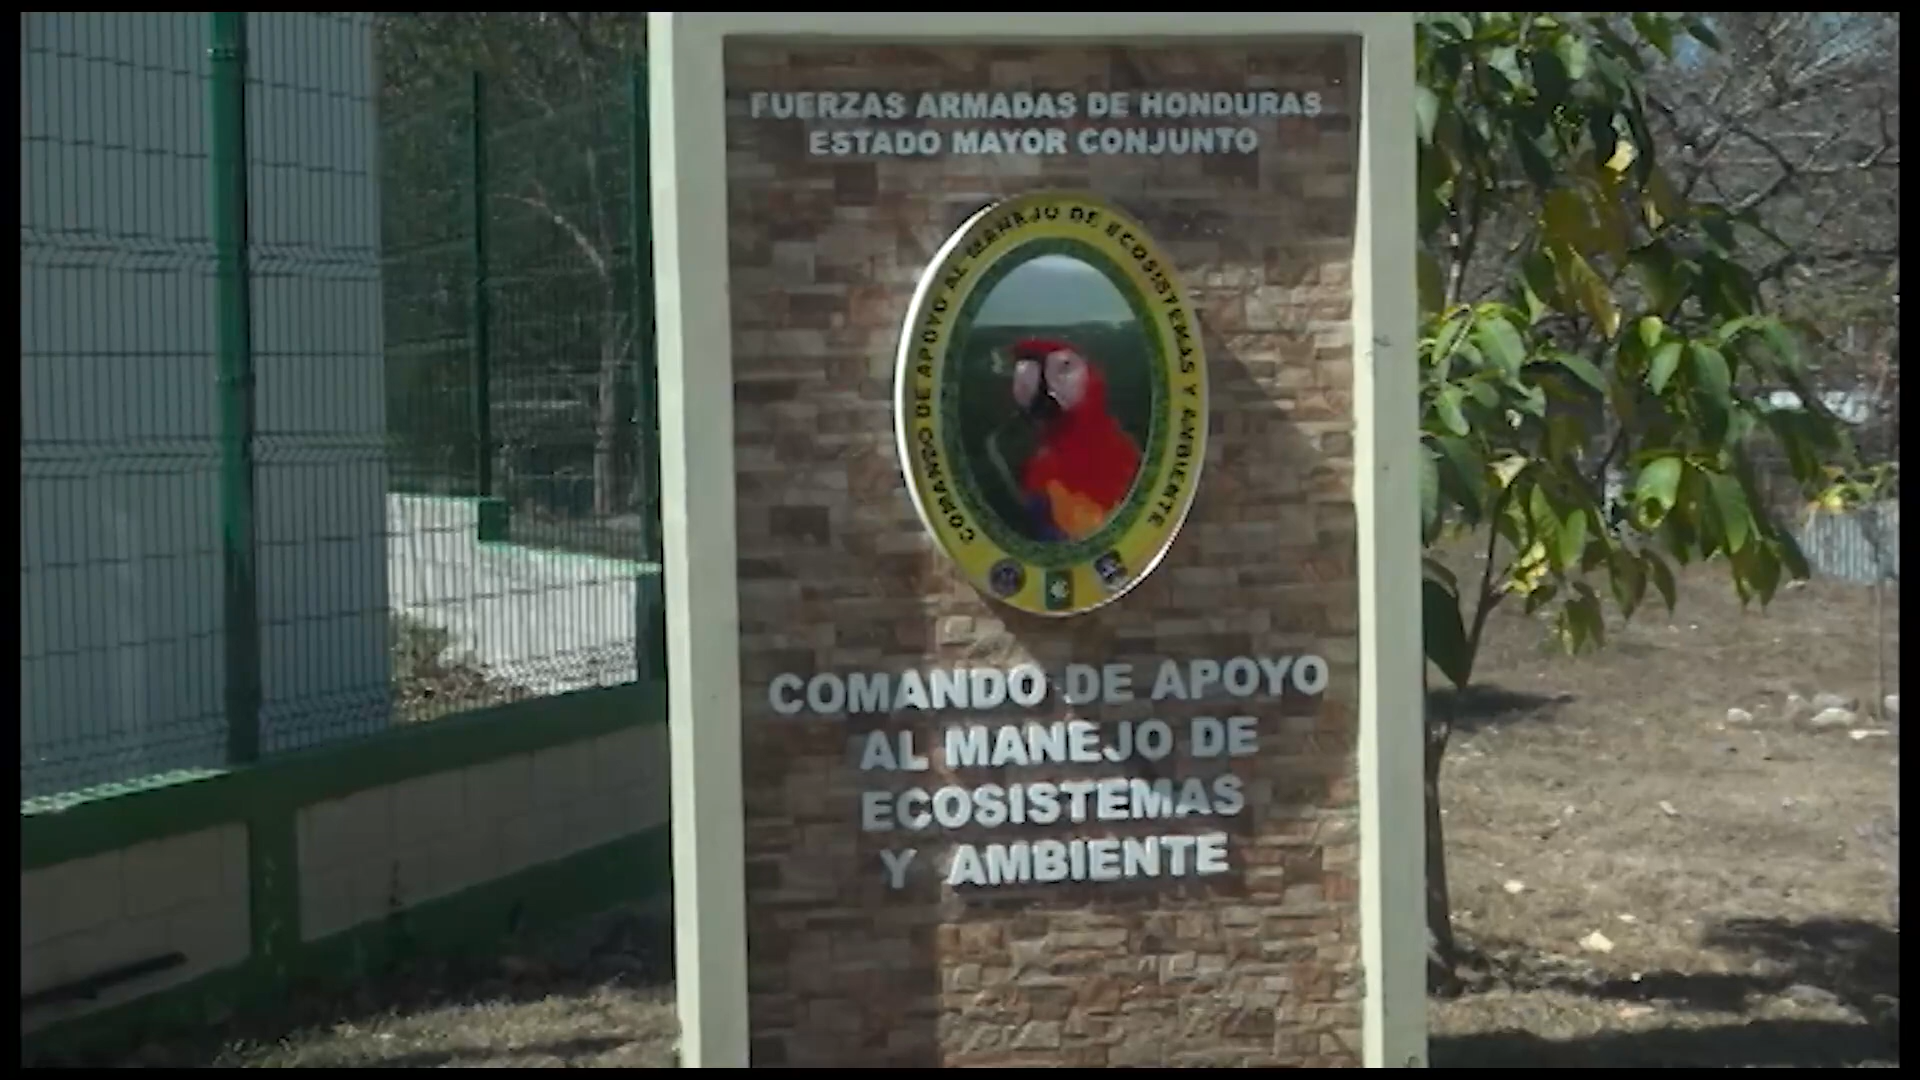 FUERZAS ARMADAS DE HONDURAS
ESTADO MAYOR CONJUNTO
COMANDO DE APOYO AL MANEJO DE ECOSISTEMAS Y AMBIENTE
COMANDO DE APOYO
AL MANEJO DE
ECOSISTEMAS
Y AMBIENTE